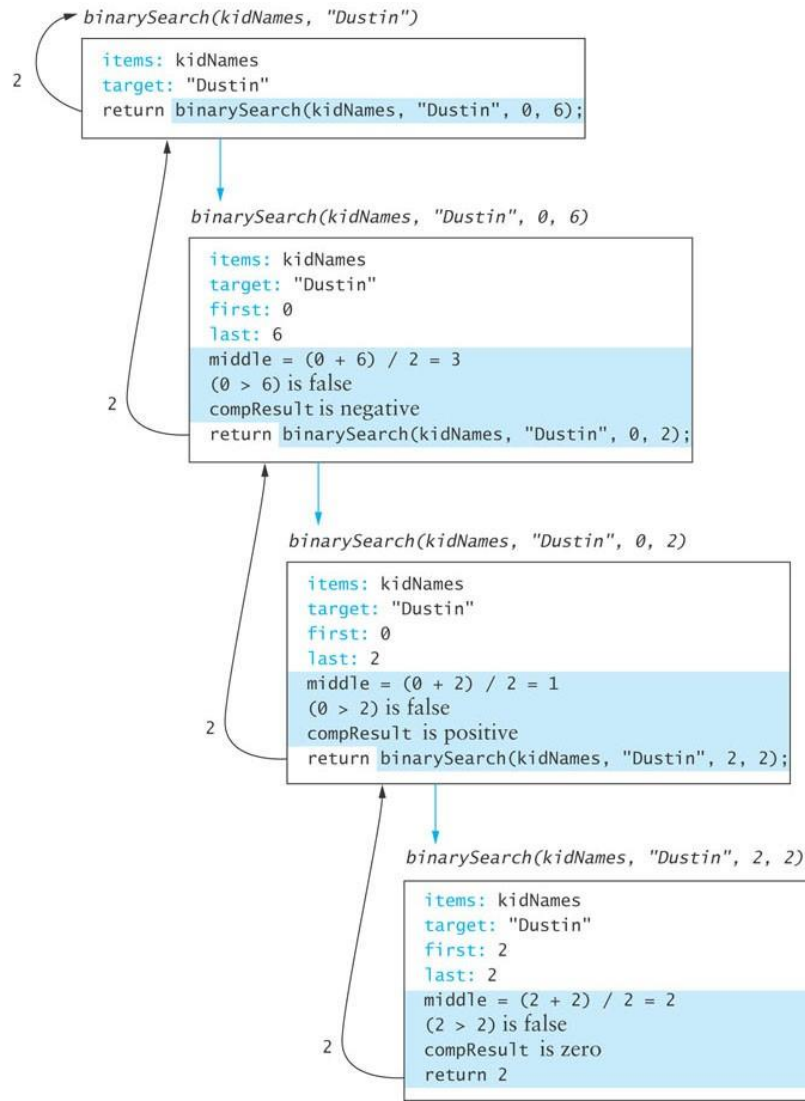 binarySearch(kidNames, "Dustin")
items: kidNames
target: "Dustin"
2
return binarySearch(kidNames, "Dustin", 0, 6);
binarySearch(kidNames, "Dustin", 0, 6)
items: kidNames
target: "Dustin"
first: 0
last: 6
middle = (0 + 6) / 2 = 3
(0 > 6) is false
2
compResult is negative
return binarySearch(kidNames, "Dustin", 0, 2);
binarySearch(kidNames, "Dustin", 0, 2)
items: kidNames
target: "Dustin"
first: 0
last: 2
middle = (0 + 2) / 2 = 1
(0 > 2) is false
2
compResult is positive
return binarySearch(kidNames, "Dustin", 2, 2);
binarySearch(kidNames, "Dustin", 2, 2)
items: kidNames
target: "Dustin"
first: 2
last: 2
middle = (2 + 2) / 2 = 2
(2 > 2) is false
2
compResult is zero
return 2